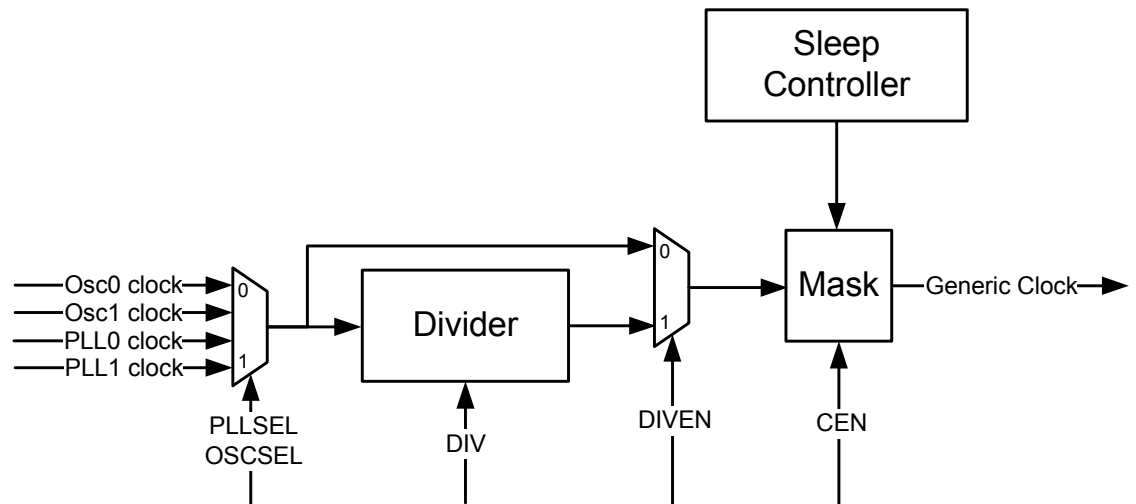 Sleep
Controller
0
Osc0 clock
0
Osc1 clock
Divider
Mask
Generic Clock
PLL0 clock
1
1
PLL1 clock
PLLSEL
OSCSEL
DIV
DIVEN
CEN